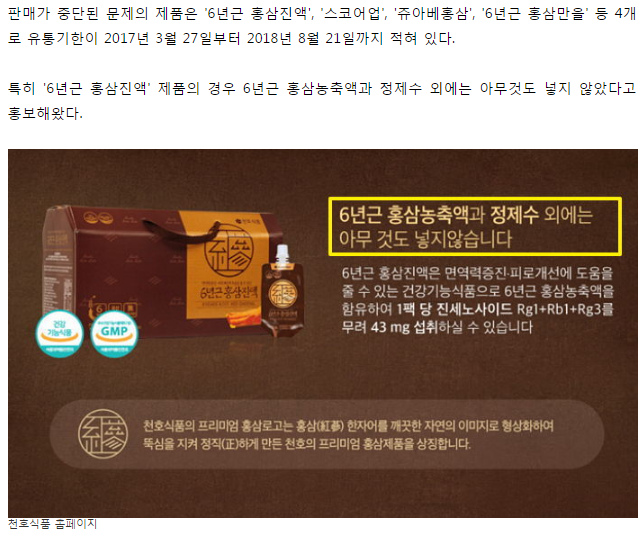 판매가 중단된 문제의 제품은 '6년근 홍삼진액', '스코어업', '쥬아베홍삼', '6년근 홍삼만을' 등 4개
로 유통기한이 2017년 3월 27일부터 2018년 8월 21일까지 적혀 있다.
특히 '6년근 홍삼진액' 제품의 경우 6년근 홍삼농축액과 정제수 외에는 아무것도 넣지 않았다고
홍보해왔다.
6년근 홍삼농축액과 정제수 외에는
아무 것도 넣지않습니다
6년근 홍삼진액은 면역력증진·피로개선에 도움을
줄 수 있는 건강기능식품으로 6년근 홍삼농축액을
함유하여 1팩 당 진세노사이드 Rg1+Rb1+Rg3를
무려 43 mg 섭취하실 수 있습니다
6년근홍삼진액
건강
기능식품
GMP
천호식품의 프리미엄 홍삼로고는 홍삼(紅蔘) 한자어를 깨끗한 자연의 이미지로 형상화하여
뚝심을 지켜 정직(正)하게 만든 천호의 프리미엄 홍삼제품을 상징합니다.
천호식품 홈페이지